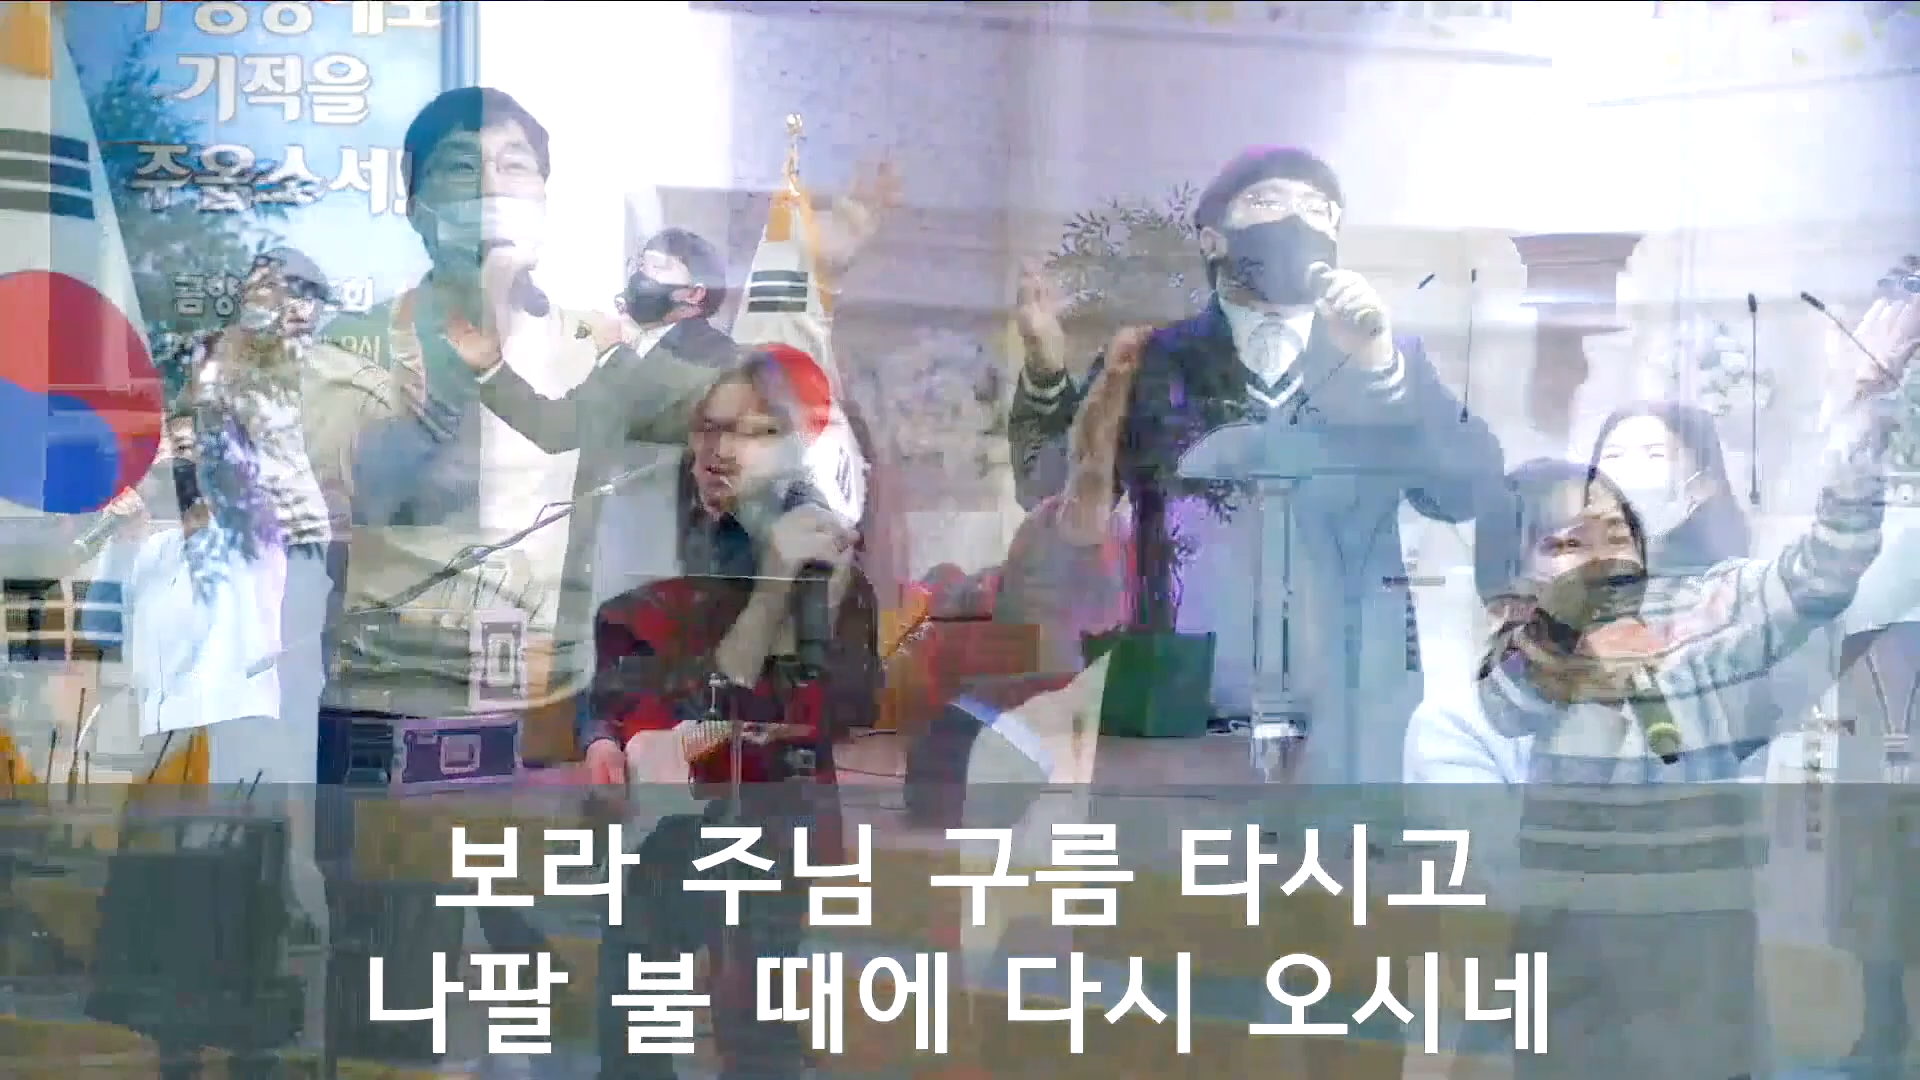 기적을
주옵소서!
보라 주님 구름 타시고
나팔 불 때에 다시 오시네